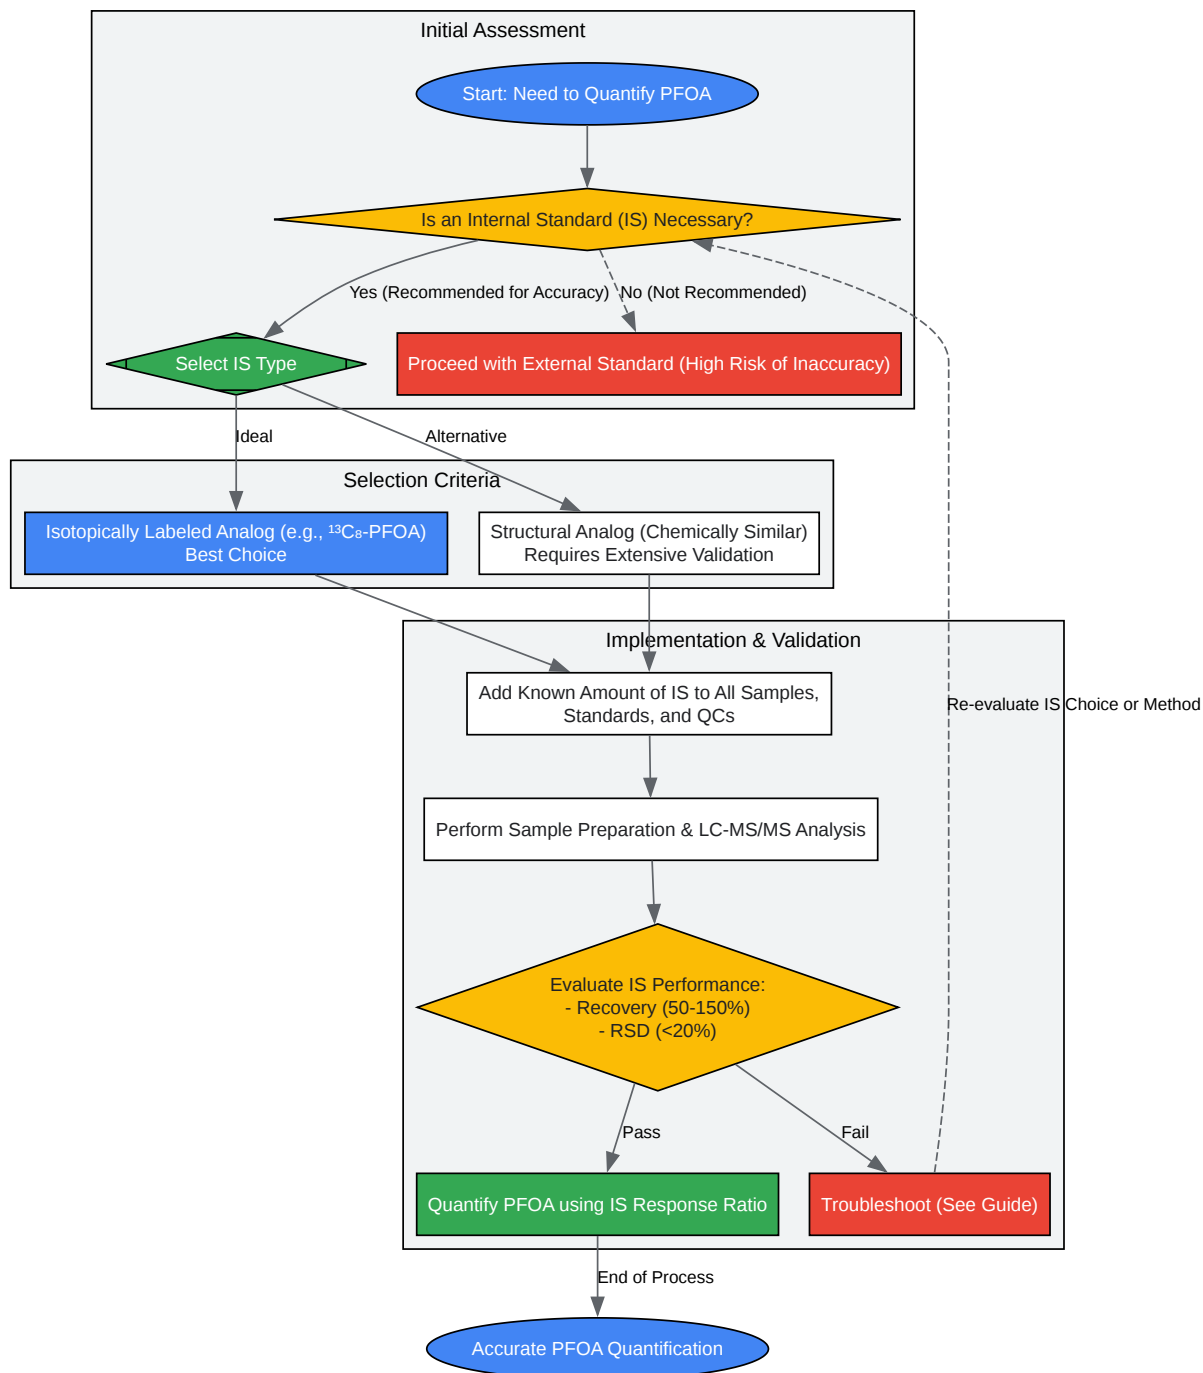 Initial Assessment
Start: Need to Quantify PFOA
Is an Internal Standard (IS) Necessary?
Yes (Recommended for Accuracy)
No (Not Recommended)
Select IS Type
Proceed with External Standard (High Risk of Inaccuracy)
Ideal
Alternative
Selection Criteria
Isotopically Labeled Analog (e.g., ¹³C₈-PFOA)
Best Choice
Structural Analog (Chemically Similar)
Requires Extensive Validation
Implementation & Validation
Add Known Amount of IS to All Samples,
Standards, and QCs
Re-evaluate IS Choice or Method
Perform Sample Preparation & LC-MS/MS Analysis
Evaluate IS Performance:
- Recovery (50-150%)
- RSD (<20%)
Pass
Fail
Quantify PFOA using IS Response Ratio
Troubleshoot (See Guide)
End of Process
Accurate PFOA Quantification